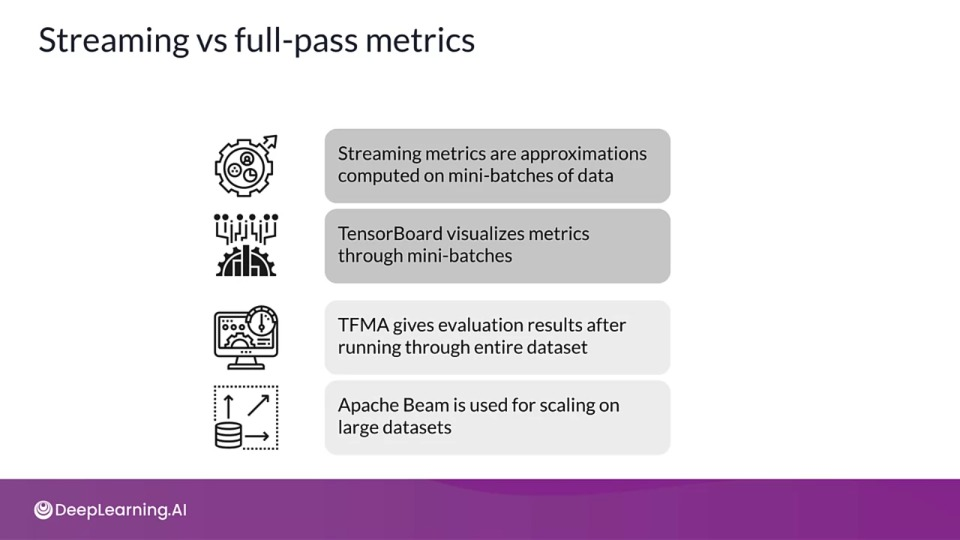 Streaming vs full-pass metrics
Streaming metrics are approximations
computed on mini-batches of data
TensorBoard visualizes metrics
through mini-batches
TFMA gives evaluation results after
running through entire dataset
Apache Beam is used for scaling on
large datasets
DeepLearning.AI